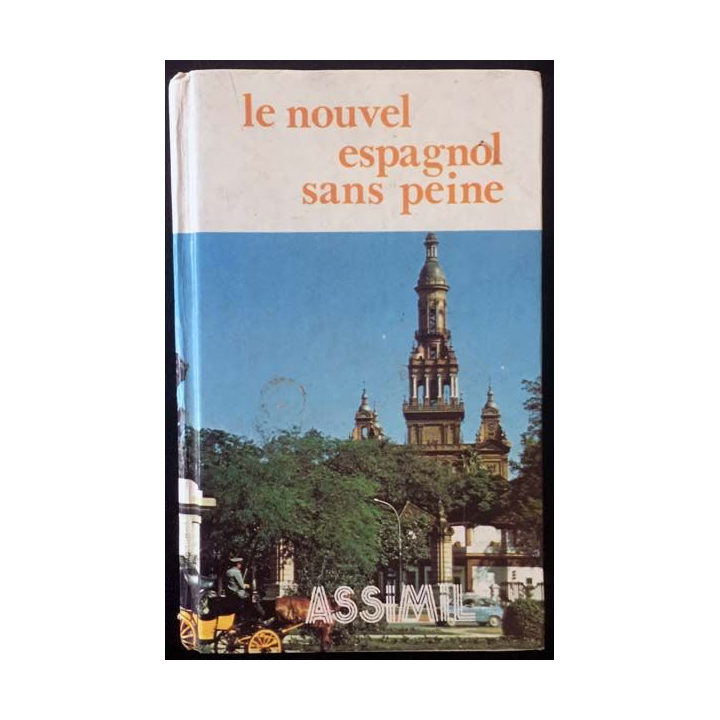 le nouvel
espagnol
sans peine
ASSiMiL